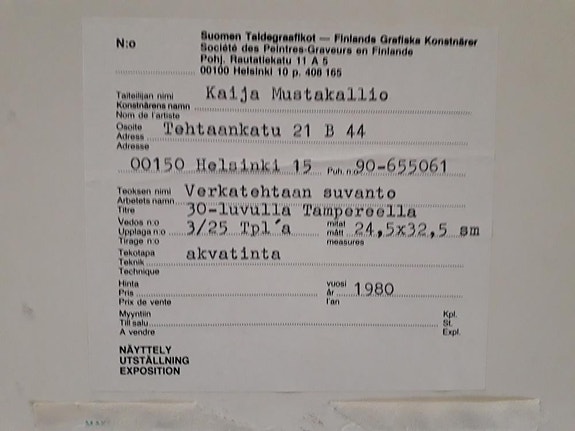 N:o
Suomen Taidegraafikot — Finlands Grafiska Konstnärer
Société des Peintres-Graveurs en Finlande
Pohj. Rautatiekatu 11 A 5
00100 Helsinki 10 p. 406 165
Taiteilijan nimi
Konstnärens namn Kaija Mustakallio
Nom de l'artiste
Osoite Tehtaankatu 21 B 44
Adress
Adresse
00150 Helsinki 15 Puh. n:o 90-655061
Teoksen nimi Verkatehtaan suvanto
Arbetets namn
Titre 30-luvulla Tampereella
Vedos n:o 3/25 Tpl´a mitat
Upplaga n:o mått 24,5x32,5 sm
Tirage n:o measures
Tekotapa akvatinta
Teknik
Technique
Hinta vuosi
Pris år 1980
Prix de vente l'an
Myyntiin Kpl.
Till salu St.
A vendre Expl.
NÄYTTELY
UTSTÄLLNING
EXPOSITION